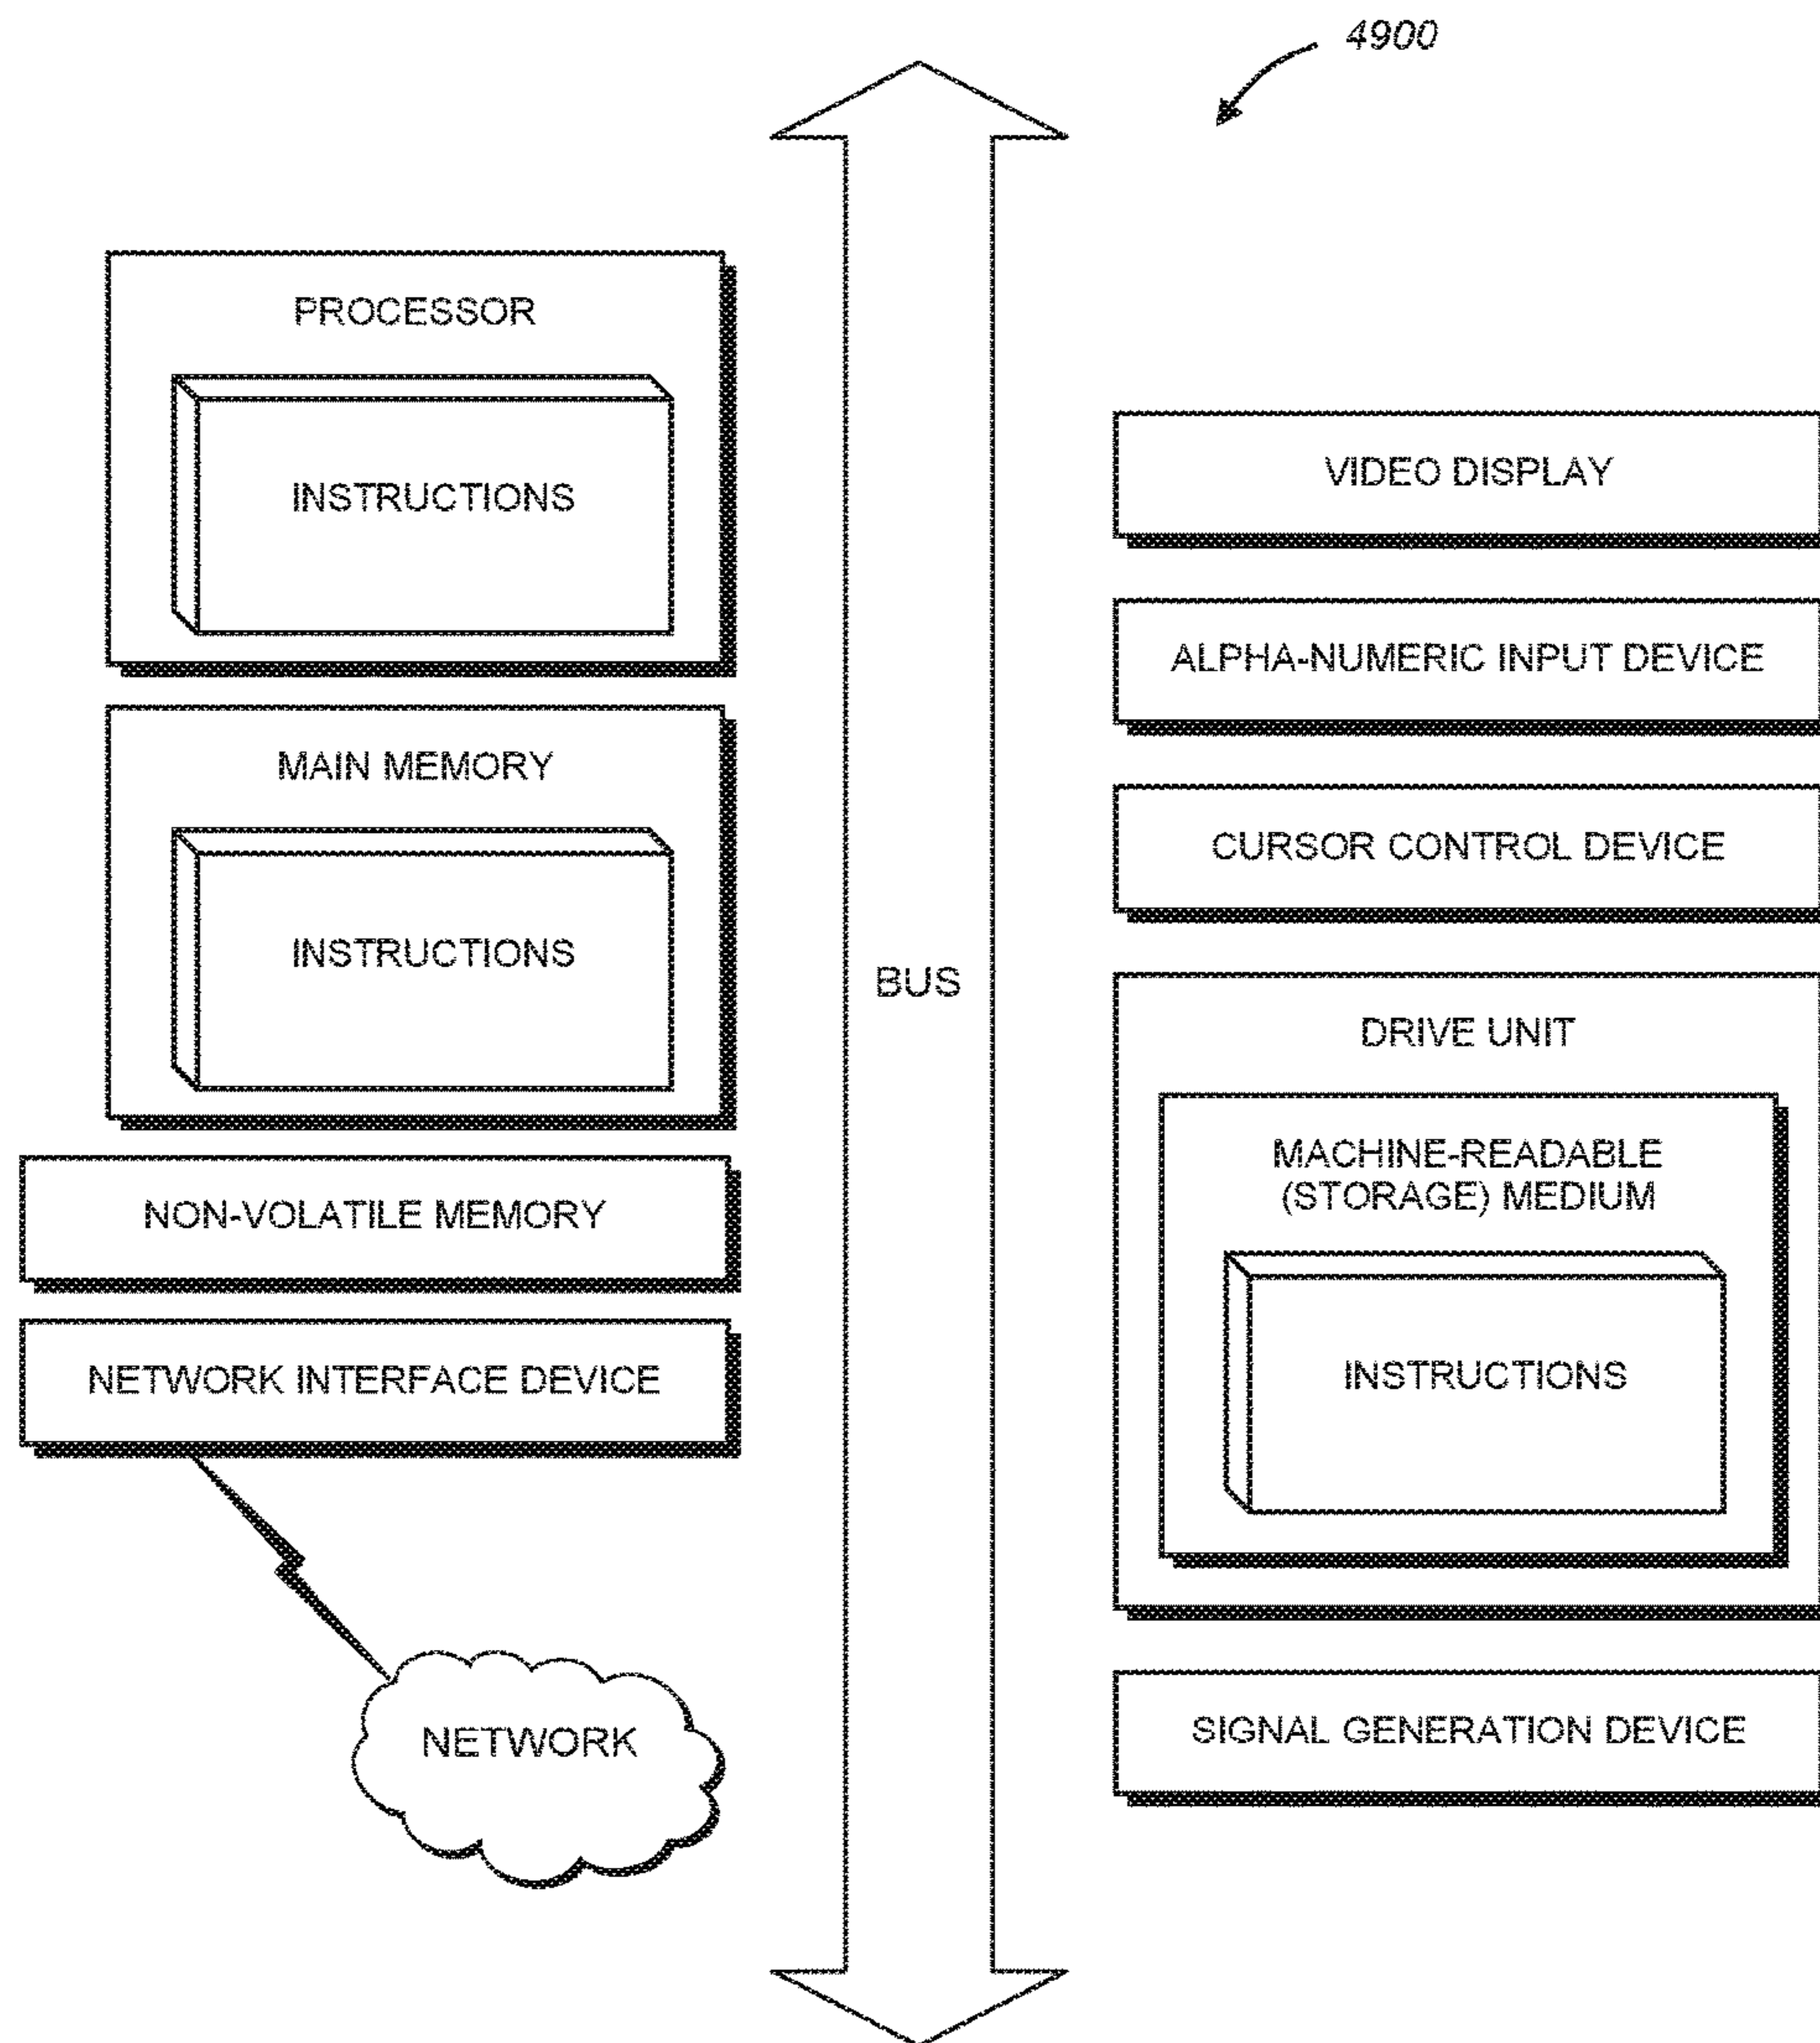 4900
PROCESSOR
INSTRUCTIONS
MAIN MEMORY
INSTRUCTIONS
NON-VOLATILE MEMORY
NETWORK INTERFACE DEVICE
NETWORK
BUS
VIDEO DISPLAY
ALPHA-NUMERIC INPUT DEVICE
CURSOR CONTROL DEVICE
DRIVE UNIT
MACHINE-READABLE
(STORAGE) MEDIUM
INSTRUCTIONS
SIGNAL GENERATION DEVICE